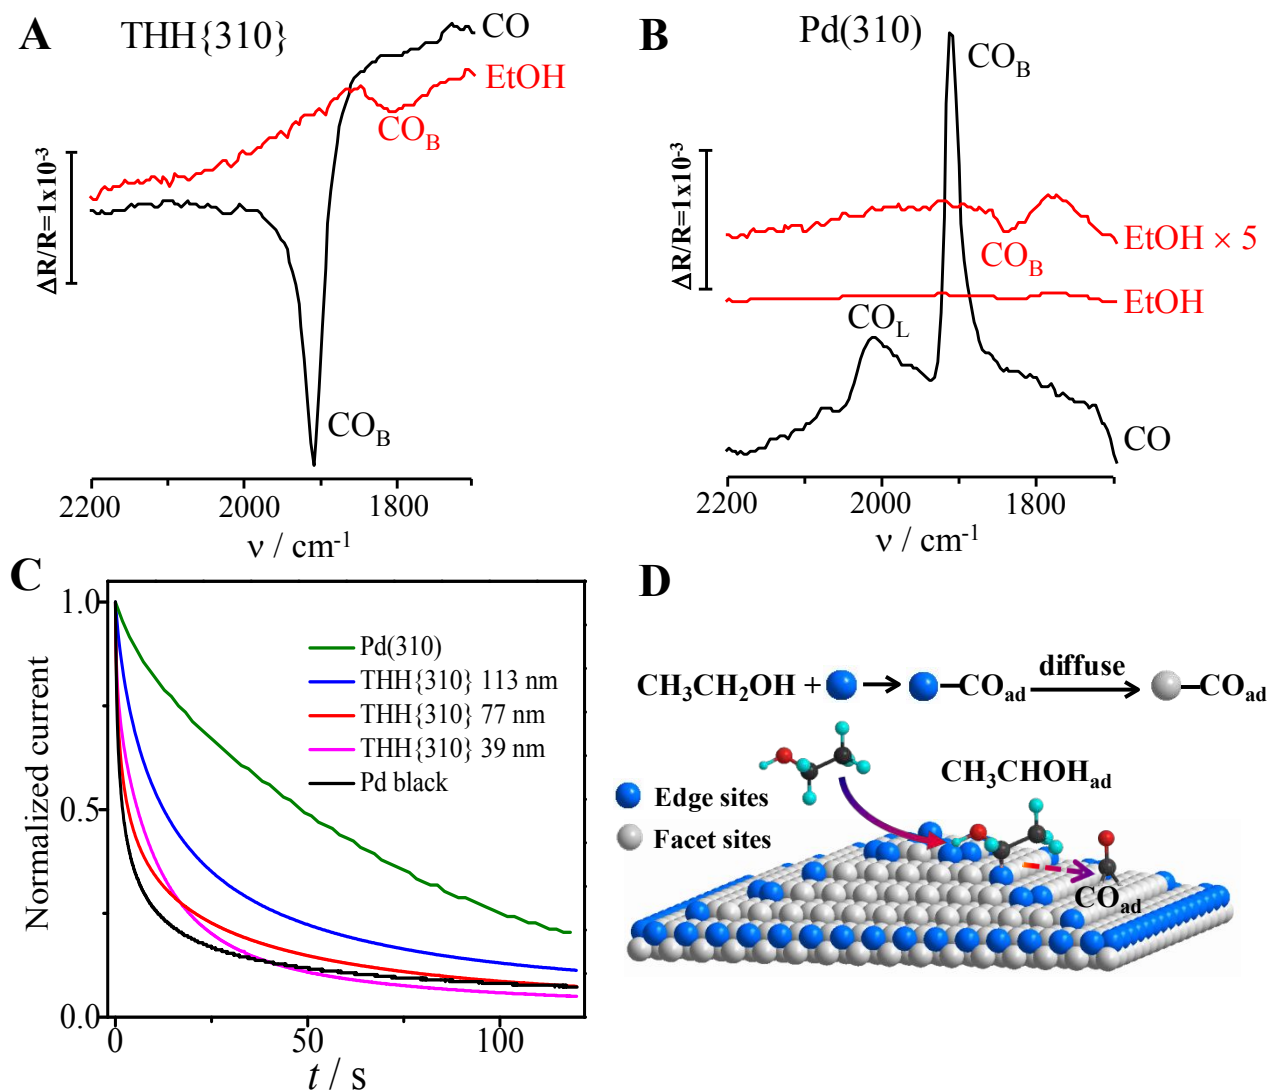 A
THH{310}
CO
EtOH
CO_B
ΔR/R=1x10⁻³
CO_B
2200 2000 1800
ν / cm⁻¹
B
Pd(310)
CO_B
ΔR/R=1x10⁻³
EtOH × 5
CO_B
EtOH
CO_L
CO
2200 2000 1800
ν / cm⁻¹
C
Normalized current
1.0
0.5
0.0
Pd(310)
THH{310} 113 nm
THH{310} 77 nm
THH{310} 39 nm
Pd black
0 50 100
t / s
D
CH₃CH₂OH + → —CO_ad diffuse → —CO_ad
CH₃CHOH_ad
Edge sites
Facet sites
CO_ad